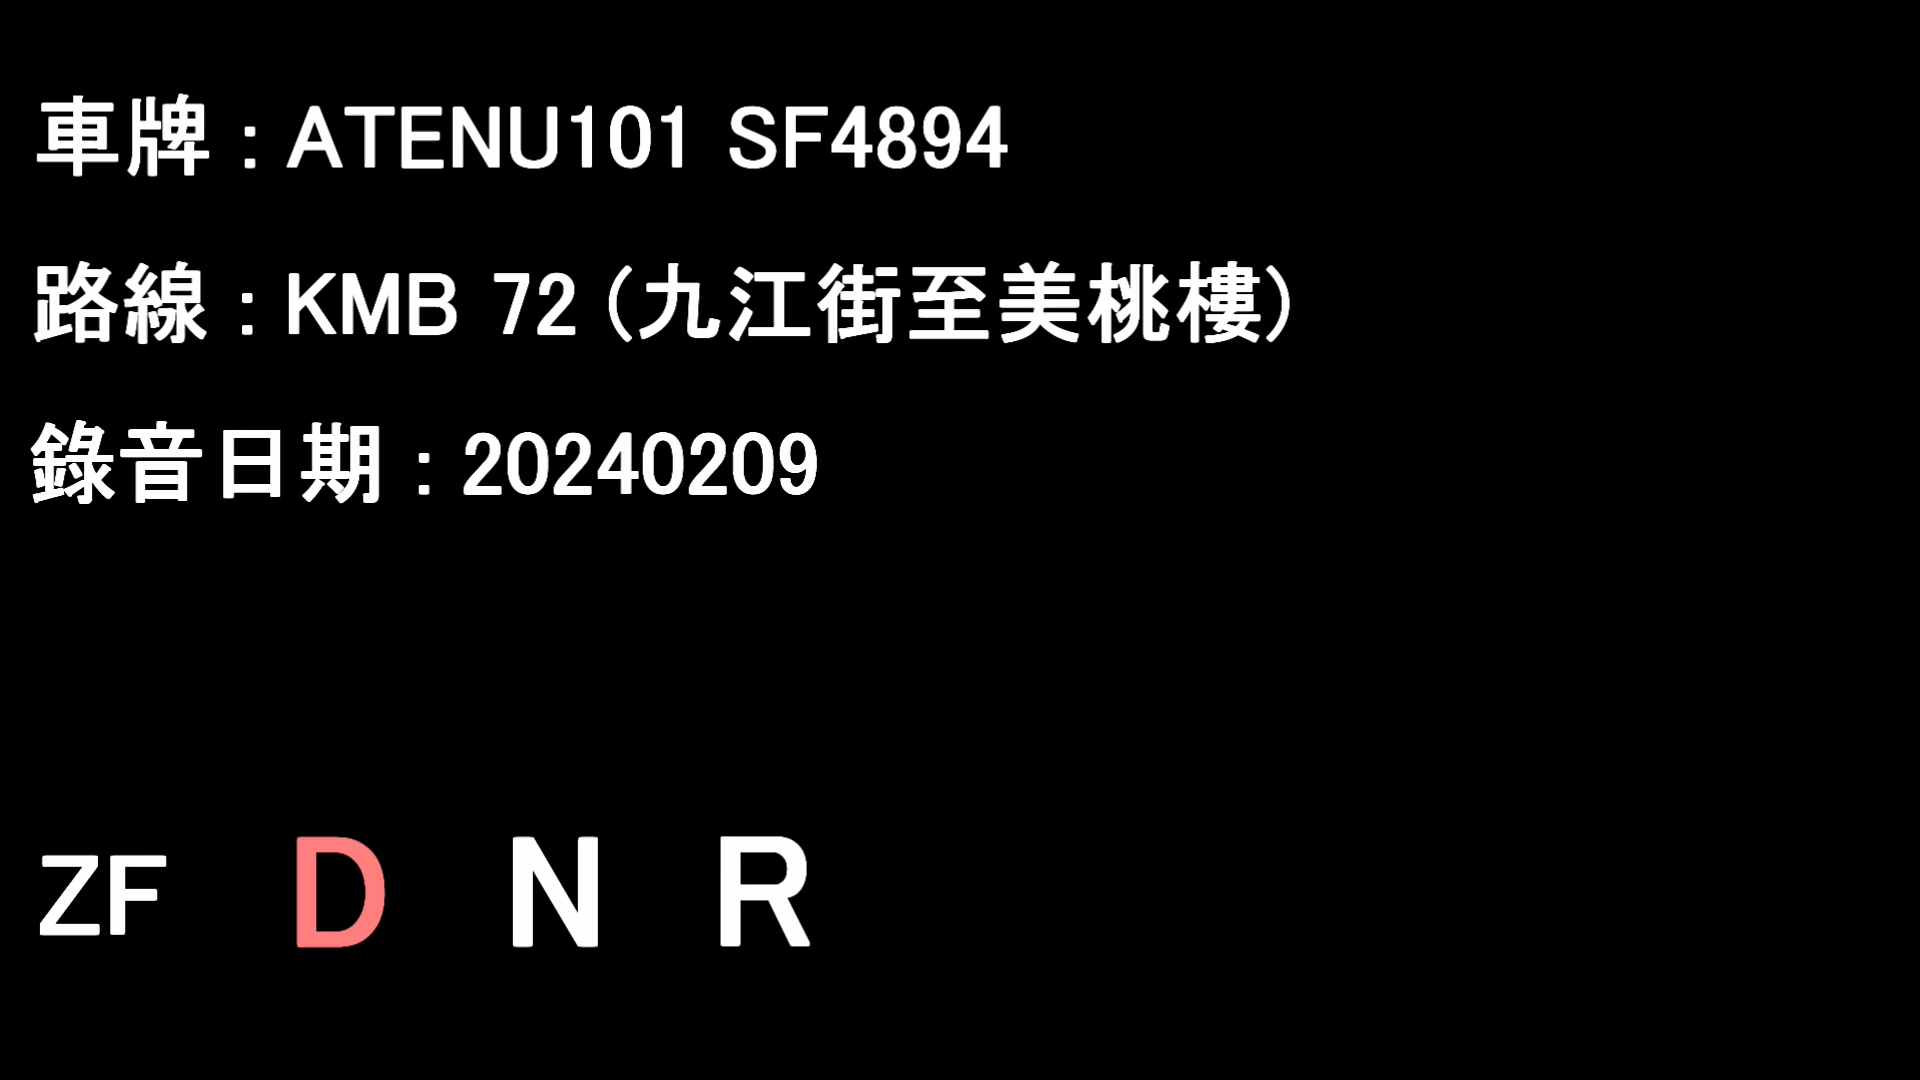 車牌 : ATENU101 SF4894
路線 : KMB 72 (九江街至美桃樓)
錄音日期 : 20240209
ZF D N R